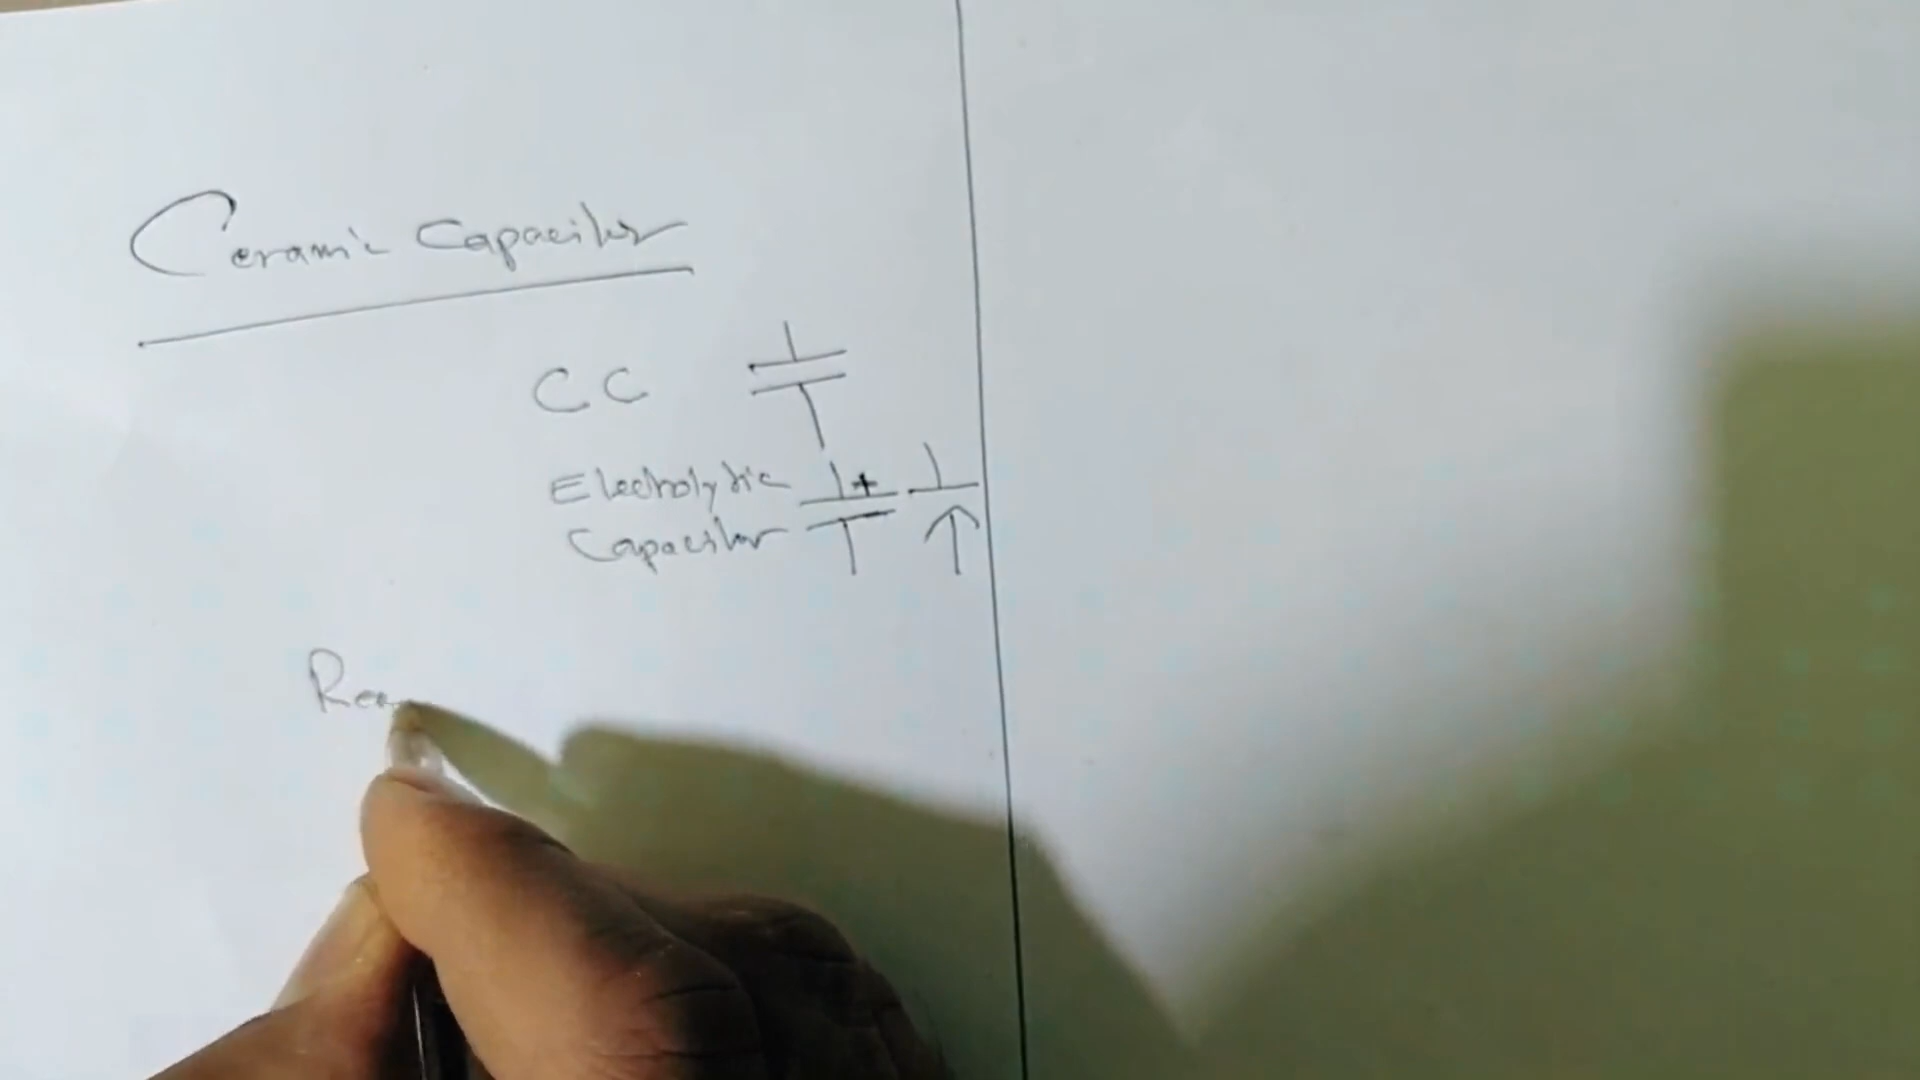 Ceramic Capacitor
CC
Electrolytic +
Capacitor